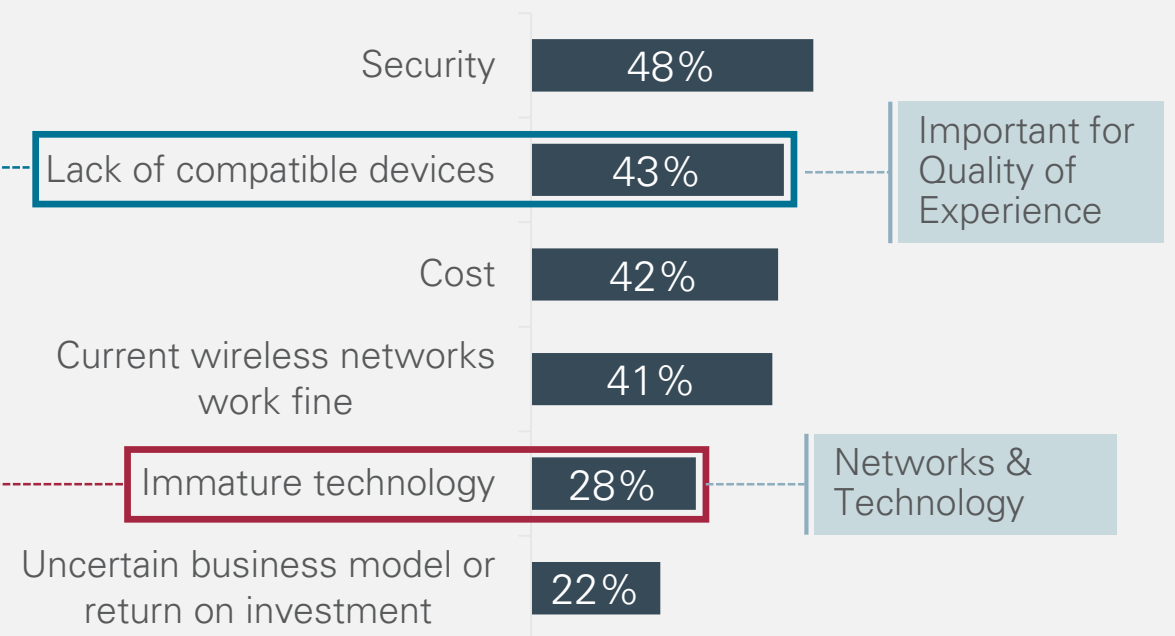 Security
48%
Lack of compatible devices
43%
Important for
Quality of
Experience
Cost
42%
Current wireless networks
work fine
41%
Immature technology
28%
Networks &
Technology
Uncertain business model or
return on investment
22%